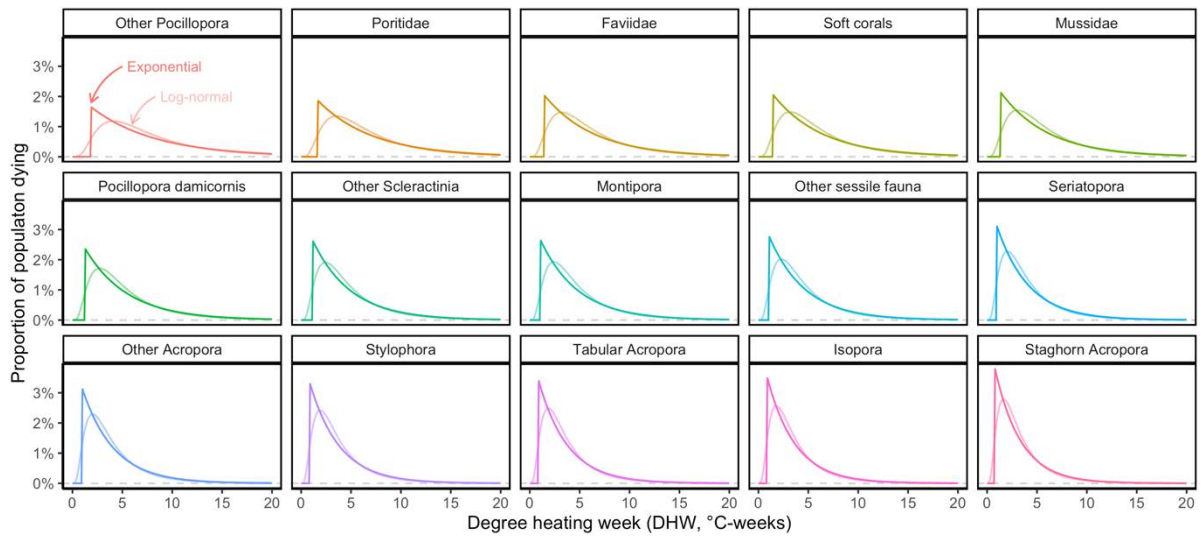 Other Pocillopora
Poritidae
Faviidae
Soft corals
Mussidae
3%
2%
1%
0%
Exponential
Log-normal
Pocillopora damicornis
Other Scleractinia
Montipora
Other sessile fauna
Seriatopora
3%
2%
1%
0%
Other Acropora
Stylophora
Tabular Acropora
Isopora
Staghorn Acropora
3%
2%
1%
0%
0 5 10 15 20
0 5 10 15 20
0 5 10 15 20
0 5 10 15 20
0 5 10 15 20
Proportion of populaton dying
Degree heating week (DHW, °C-weeks)